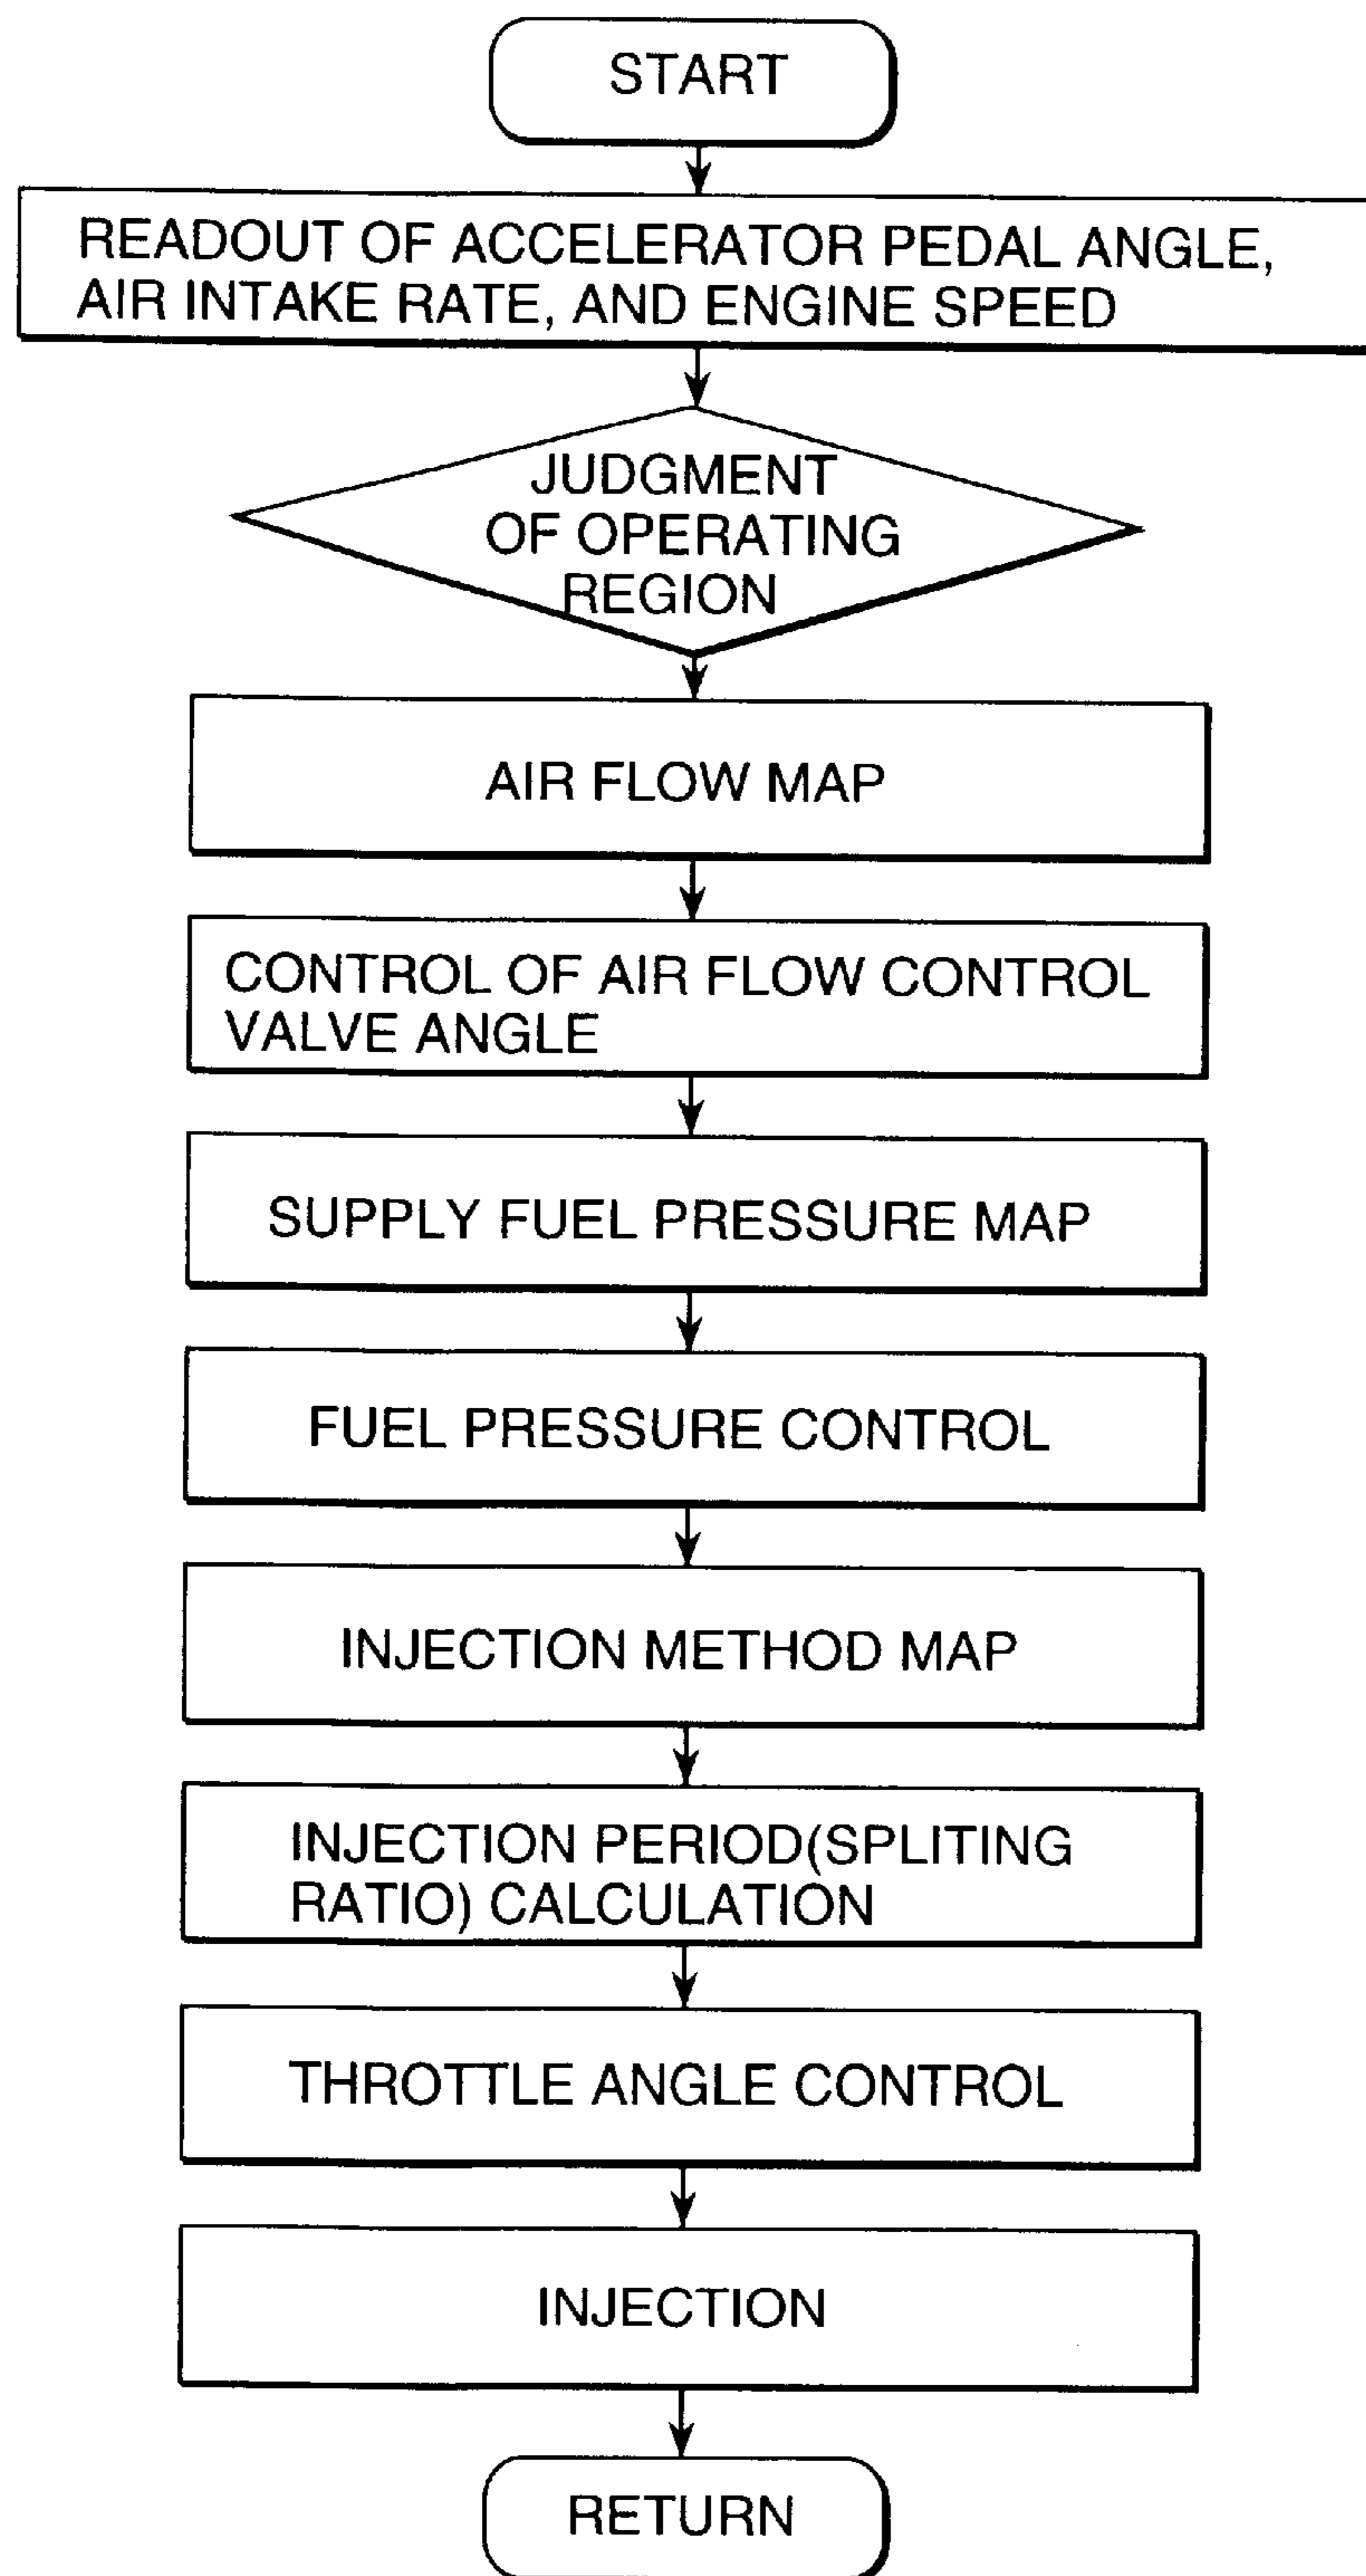 START
READOUT OF ACCELERATOR PEDAL ANGLE,
AIR INTAKE RATE, AND ENGINE SPEED
JUDGMENT
OF OPERATING
REGION
AIR FLOW MAP
CONTROL OF AIR FLOW CONTROL
VALVE ANGLE
SUPPLY FUEL PRESSURE MAP
FUEL PRESSURE CONTROL
INJECTION METHOD MAP
INJECTION PERIOD(SPLITING
RATIO) CALCULATION
THROTTLE ANGLE CONTROL
INJECTION
RETURN